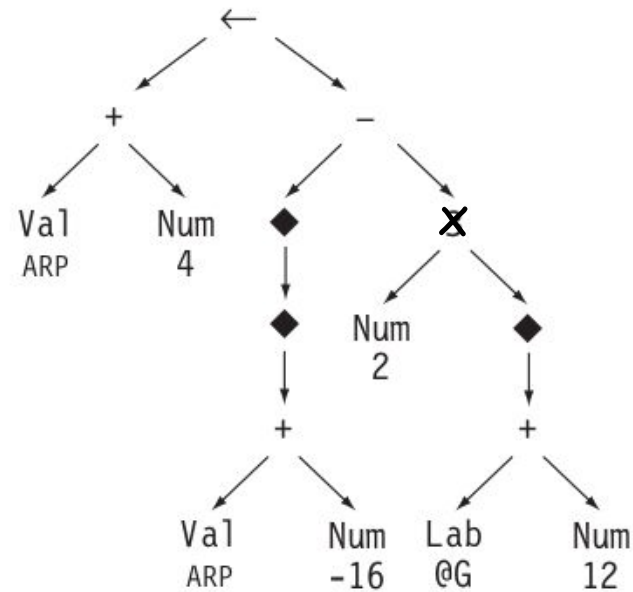 ←
+ −
Val Num ◆ X
ARP 4
◆ Num ◆
2
+ +
Val Num Lab Num
ARP -16 @G 12